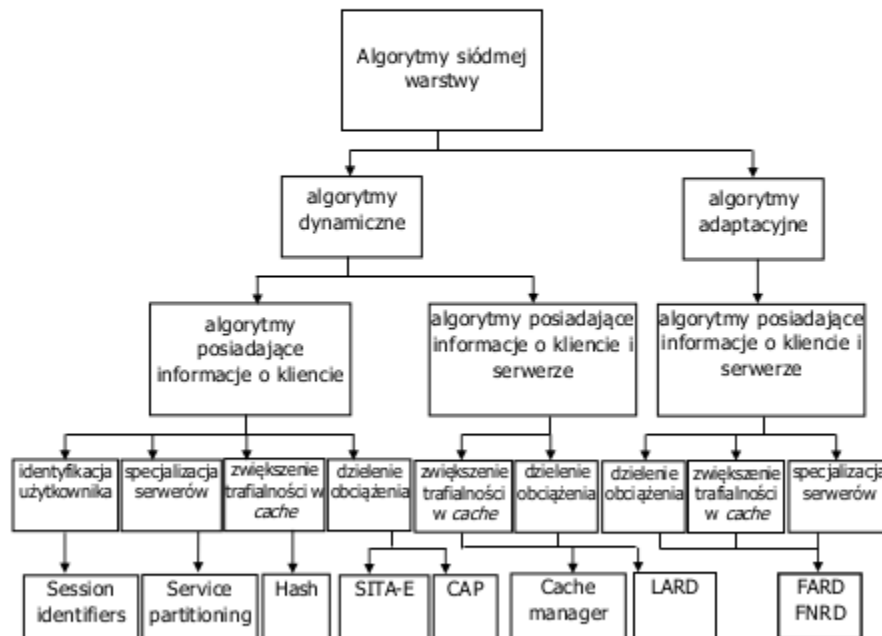 Algorytmy siódmej
warstwy
algorytmy
dynamiczne
algorytmy
adaptacyjne
algorytmy
posiadające
informacje o kliencie
algorytmy posiadające
informacje o kliencie i
serwerze
algorytmy posiadające
informacje o kliencie i
serwerze
identyfikacja
użytkownika
specjalizacja
serwerów
zwiększenie
trafialności w
cache
dzielenie
obciążenia
zwiększenie
trafialności
w cache
dzielenie
obciążenia
dzielenie
obciążenia
zwiększenie
trafialności
w cache
specjalizacja
serwerów
Session
identifiers
Service
partitioning
Hash
SITA-E
CAP
Cache
manager
LARD
FARD
FNRD